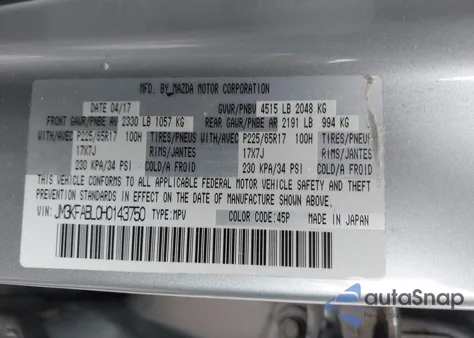 MFD. BY MAZDA MOTOR CORPORATION
DATE 04/17 GVWR/PNBV 4515 LB 2048 KG
FRONT GAWR/PNBE AV 2330 LB 1057 KG REAR GAWR/PNBE AR 2191 LB 994 KG
WITH/AVEC P225/65R17 100H TIRES/PNEUS WITH/AVEC P225/65R17 100H TIRES/PNEUS
17X7J RIMS/JANTES 17X7J RIMS/JANTES
230 KPA/34 PSI COLD/A FROID 230 KPA/34 PSI COLD/A FROID
THIS VEHICLE CONFORMS TO ALL APPLICABLE FEDERAL MOTOR VEHICLE SAFETY
STANDARDS IN EFFECT ON THE DATE OF MANUFACTURE SHOWN ABOVE.
VIN: JM3KFABL0H0143750 TYPE:MPV COLOR CODE:45P MADE IN JAPAN
autoSnap